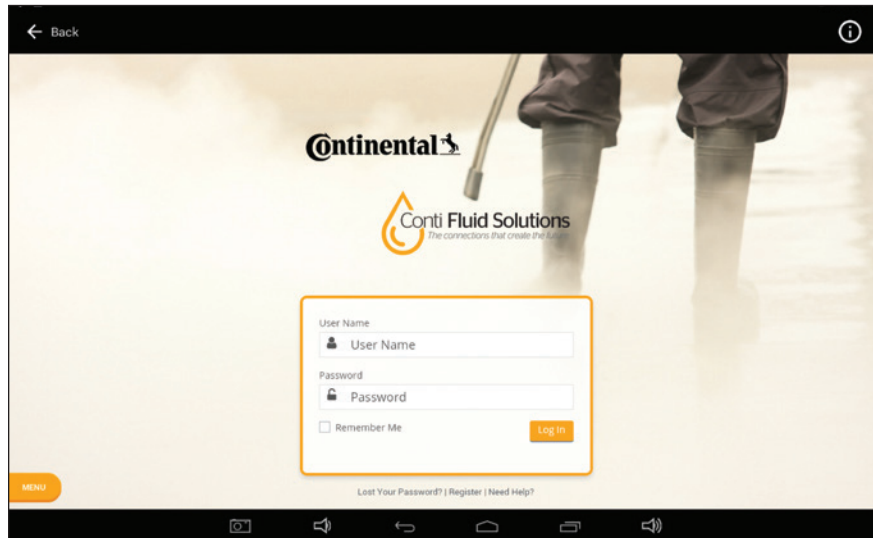 Back
Continental
Conti Fluid Solutions
The connections that create the future
User Name
User Name
Password
Password
Remember Me
Log In
MENU
Lost Your Password? | Register | Need Help?